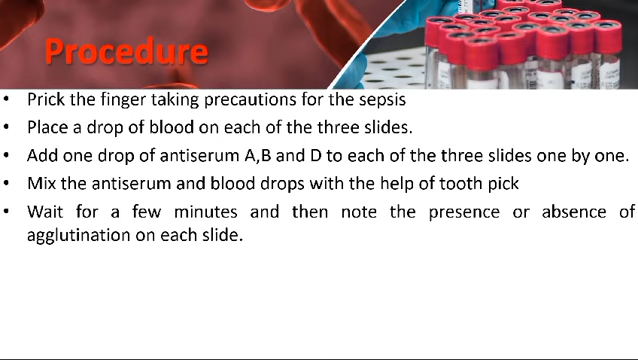 Procedure
• Prick the finger taking precautions for the sepsis
• Place a drop of blood on each of the three slides.
• Add one drop of antiserum A,B and D to each of the three slides one by one.
• Mix the antiserum and blood drops with the help of tooth pick
• Wait for a few minutes and then note the presence or absence of
agglutination on each slide.